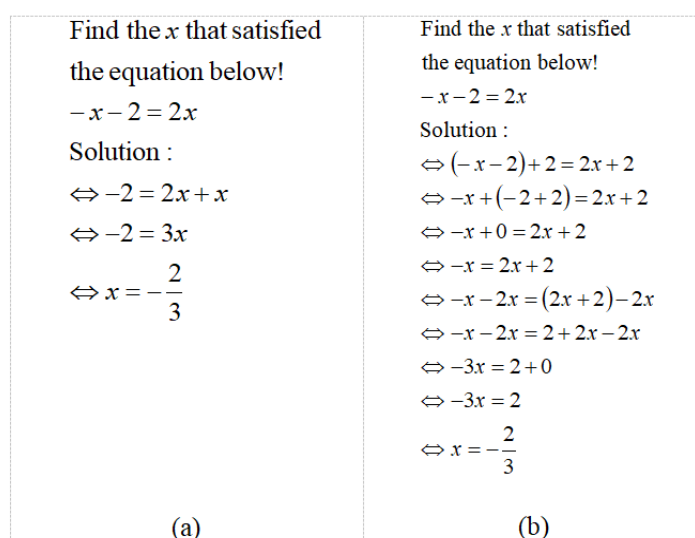 Find the x that satisfied
the equation below!
−x−2=2x
Solution :
⇔ −2=2x+x
⇔ −2=3x
⇔ x=−2/3
(a)
Find the x that satisfied
the equation below!
−x−2=2x
Solution :
⇔ (−x−2)+2=2x+2
⇔ −x+(−2+2)=2x+2
⇔ −x+0=2x+2
⇔ −x=2x+2
⇔ −x−2x=(2x+2)−2x
⇔ −x−2x=2+2x−2x
⇔ −3x=2+0
⇔ −3x=2
⇔ x=−2/3
(b)